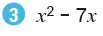 3 x² − 7x